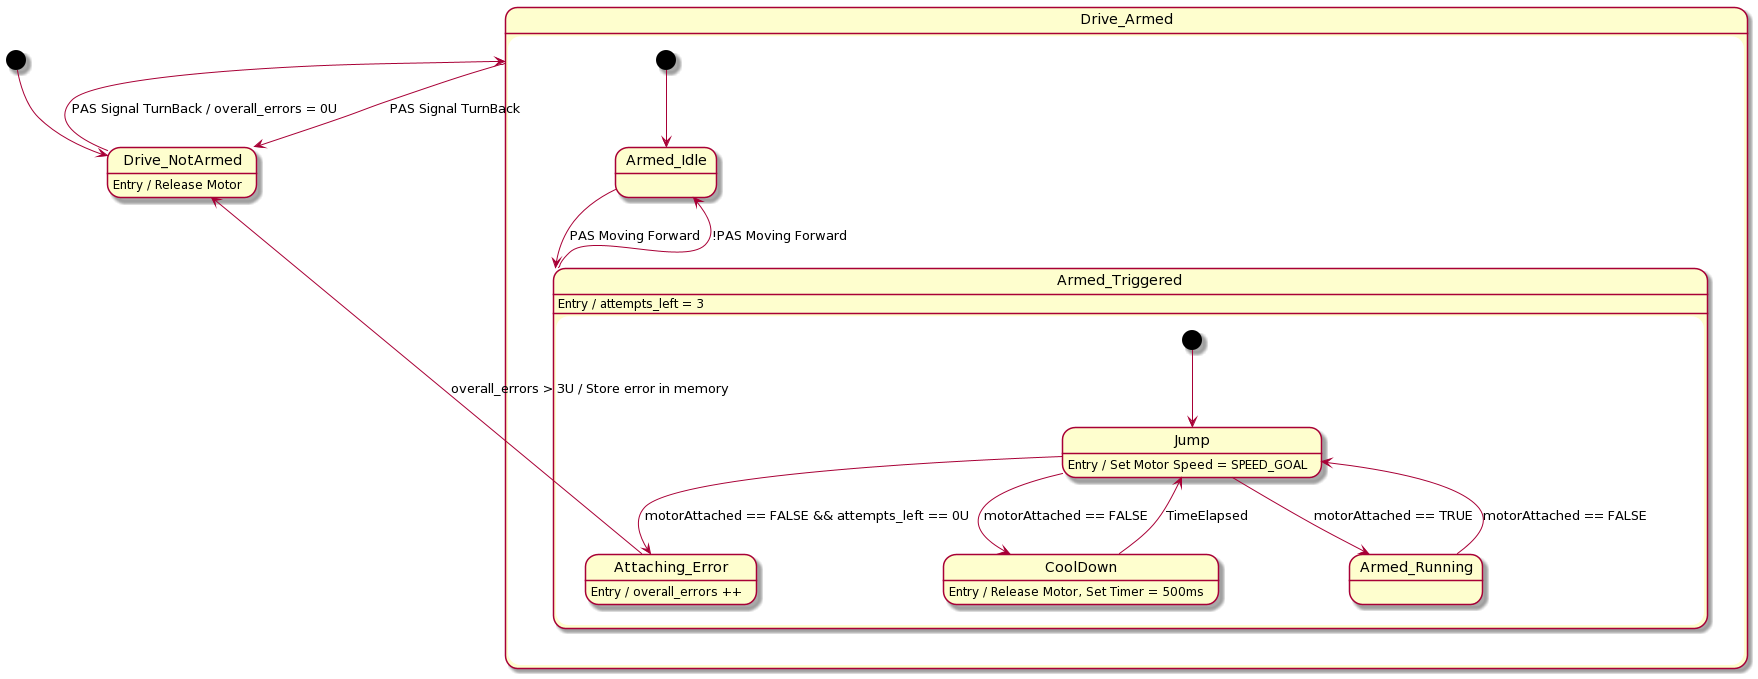 Drive_Armed
PAS Signal TurnBack / overall_errors = 0U
PAS Signal TurnBack
Drive_NotArmed
Entry / Release Motor
Armed_Idle
PAS Moving Forward
!PAS Moving Forward
Armed_Triggered
Entry / attempts_left = 3
overall_errors > 3U / Store error in memory
Jump
Entry / Set Motor Speed = SPEED_GOAL
motorAttached == FALSE && attempts_left == 0U
motorAttached == FALSE
TimeElapsed
motorAttached == TRUE
motorAttached == FALSE
Attaching_Error
Entry / overall_errors ++
CoolDown
Entry / Release Motor, Set Timer = 500ms
Armed_Running